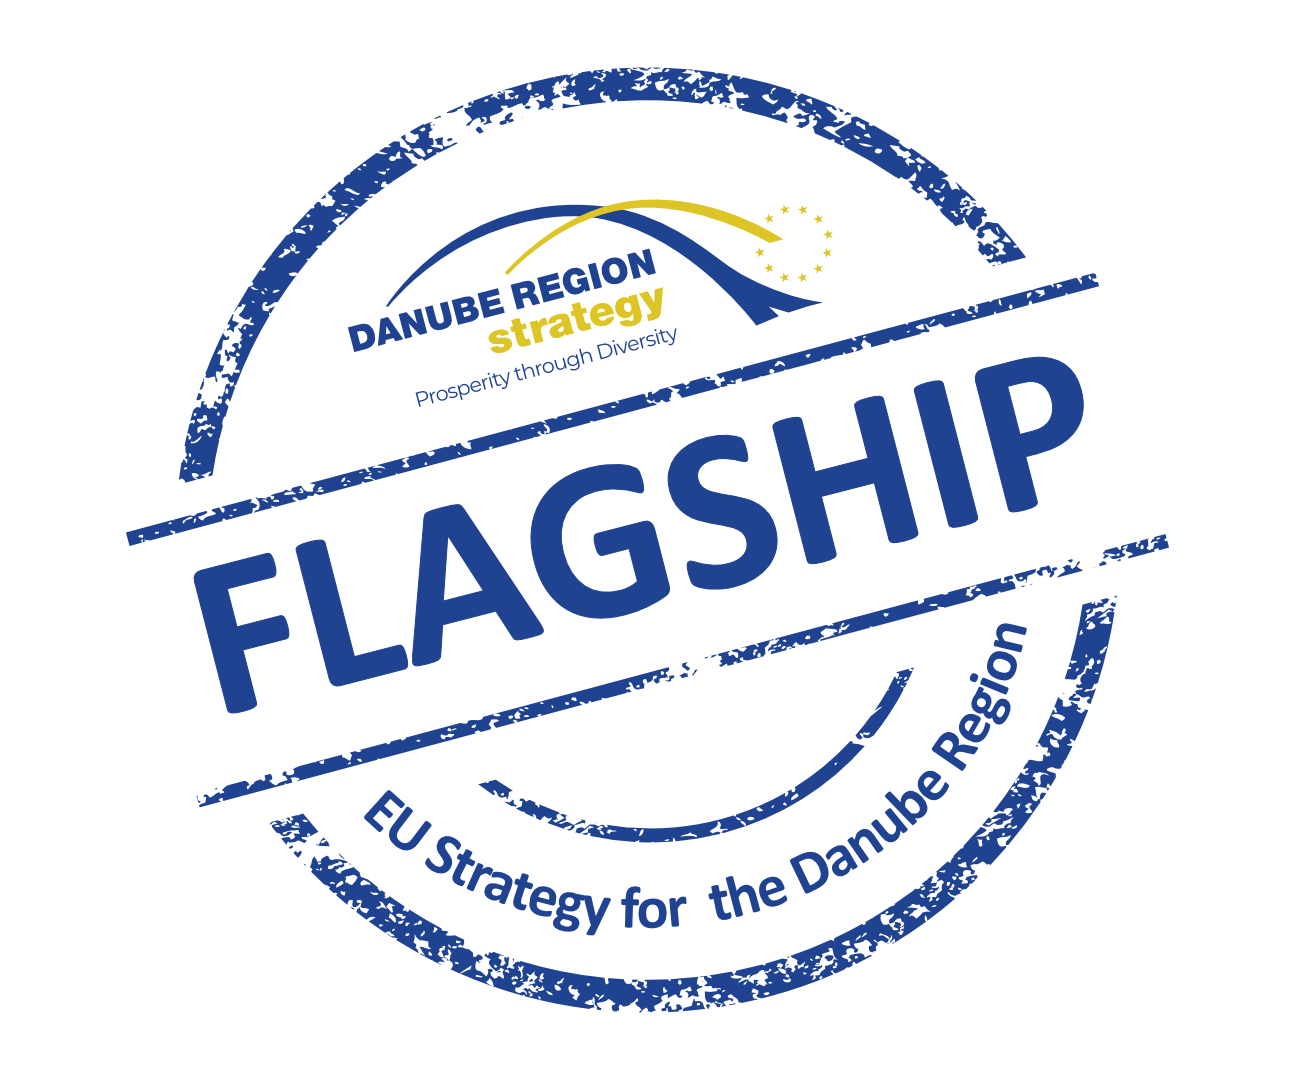 DANUBE REGION
strategy
Prosperity through Diversity
FLAGSHIP
EU Strategy for the Danube Region